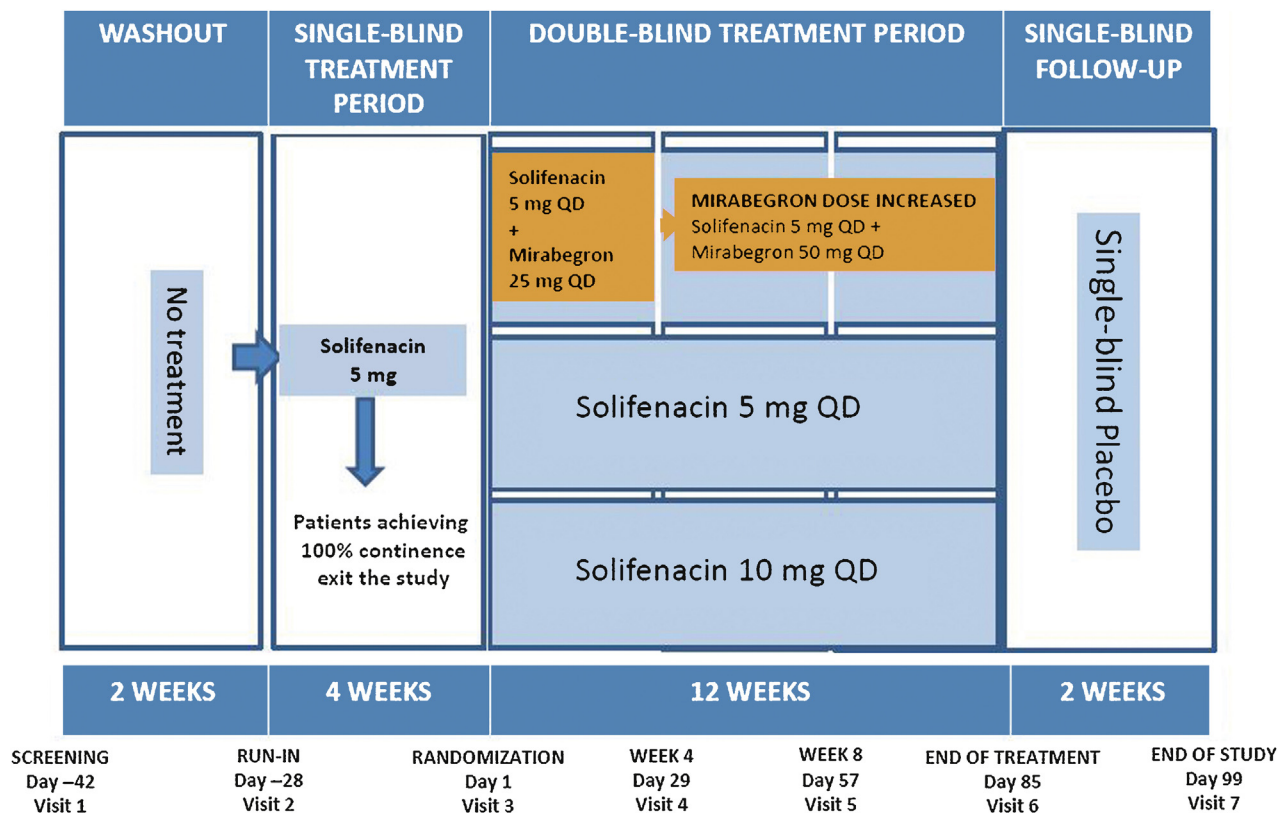 WASHOUT
SINGLE-BLIND
TREATMENT
PERIOD
DOUBLE-BLIND TREATMENT PERIOD
SINGLE-BLIND
FOLLOW-UP
No treatment
Solifenacin
5 mg
Patients achieving
100% continence
exit the study
Solifenacin
5 mg QD
+
Mirabegron
25 mg QD
MIRABEGRON DOSE INCREASED
Solifenacin 5 mg QD +
Mirabegron 50 mg QD
Solifenacin 5 mg QD
Solifenacin 10 mg QD
Single-blind Placebo
2 WEEKS
4 WEEKS
12 WEEKS
2 WEEKS
SCREENING
Day –42
Visit 1
RUN-IN
Day –28
Visit 2
RANDOMIZATION
Day 1
Visit 3
WEEK 4
Day 29
Visit 4
WEEK 8
Day 57
Visit 5
END OF TREATMENT
Day 85
Visit 6
END OF STUDY
Day 99
Visit 7